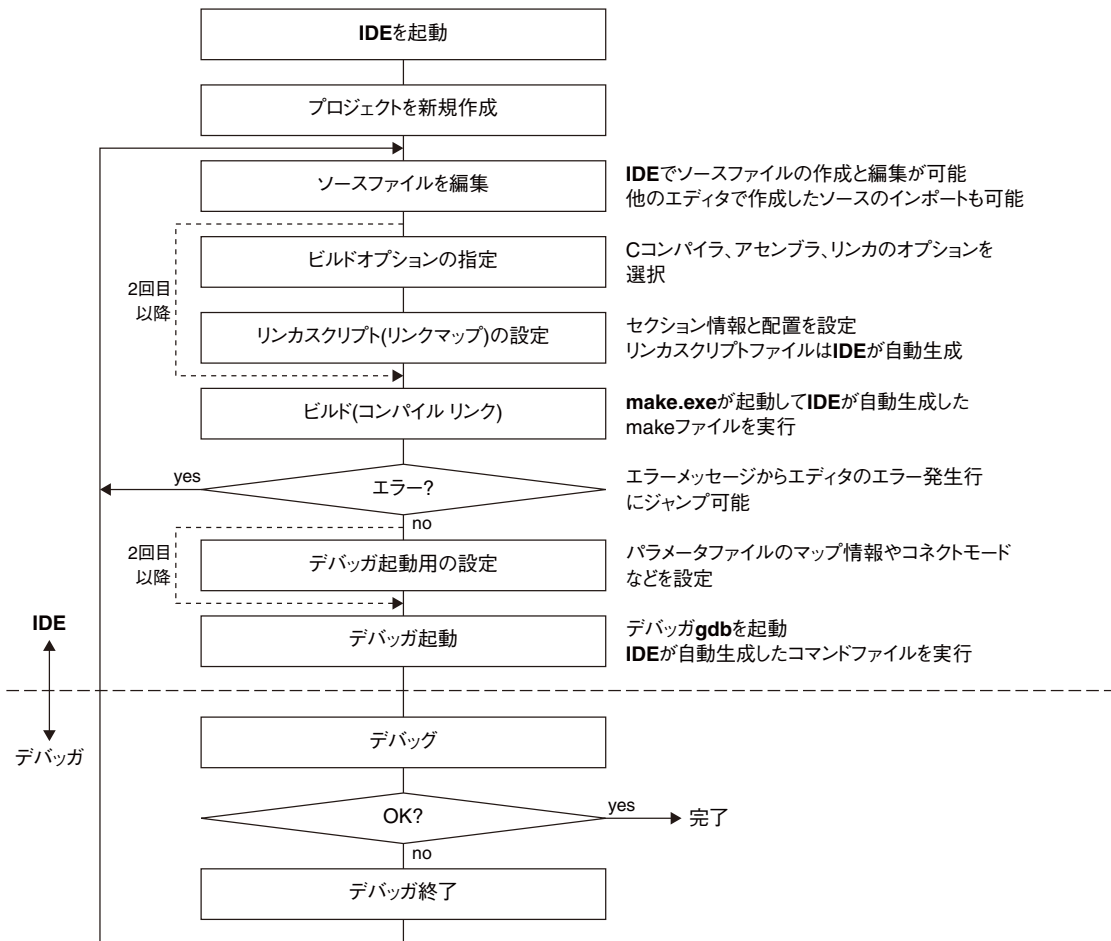 IDEを起動
プロジェクトを新規作成
ソースファイルを編集
IDEでソースファイルの作成と編集が可能
他のエディタで作成したソースのインポートも可能
ビルドオプションの指定
Cコンパイラ、アセンブラ、リンカのオプションを
選択
2回目
以降
リンカスクリプト(リンクマップ)の設定
セクション情報と配置を設定
リンカスクリプトファイルはIDEが自動生成
ビルド(コンパイル リンク)
make.exeが起動してIDEが自動生成した
makeファイルを実行
yes
エラー?
エラーメッセージからエディタのエラー発生行
にジャンプ可能
no
2回目
以降
デバッガ起動用の設定
パラメータファイルのマップ情報やコネクトモード
などを設定
IDE
デバッガ起動
デバッガgdbを起動
IDEが自動生成したコマンドファイルを実行
デバッガ
デバッグ
OK?
yes
完了
no
デバッガ終了